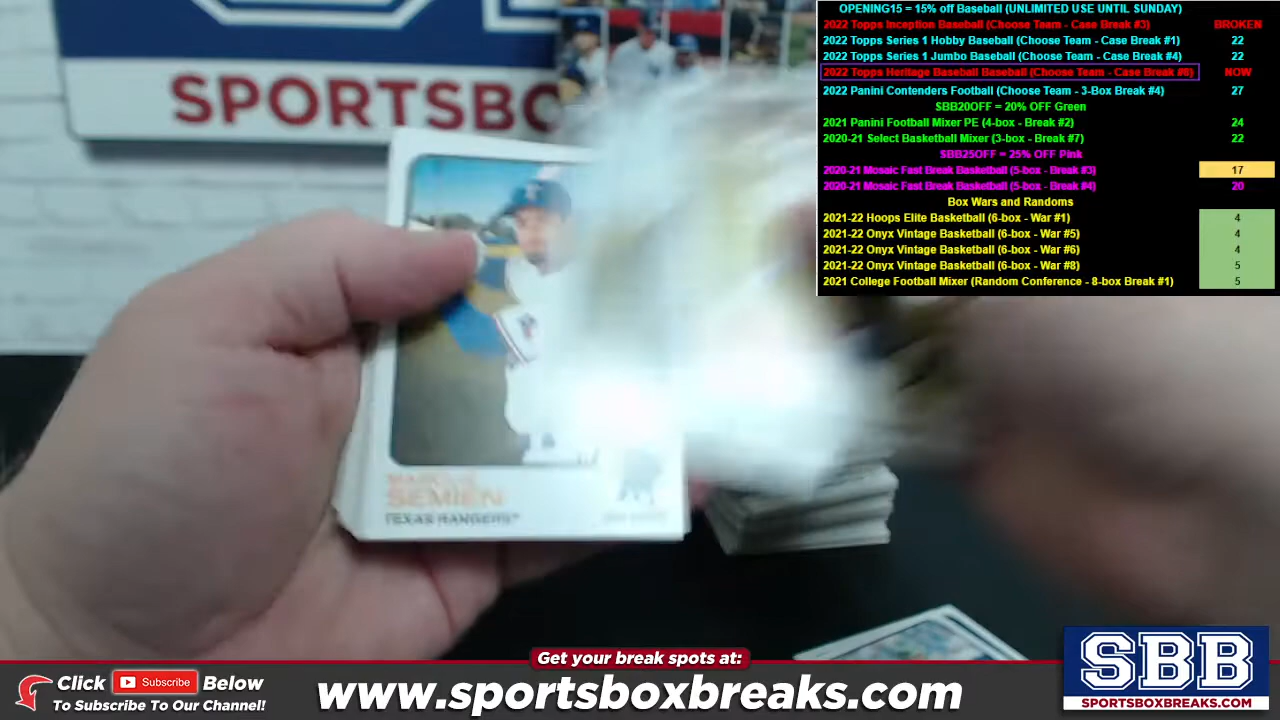 OPENING15 = 15% off Baseball (UNLIMITED USE UNTIL SUNDAY)
2022 Topps Inception Baseball (Choose Team - Case Break #3) BROKEN
2022 Topps Series 1 Hobby Baseball (Choose Team - Case Break #1) 22
2022 Topps Series 1 Jumbo Baseball (Choose Team - Case Break #4) 22
2022 Topps Heritage Baseball Baseball (Choose Team - Case Break #8) NOW
2022 Panini Contenders Football (Choose Team - 3-Box Break #4) 27
SBB20OFF = 20% OFF Green
2021 Panini Football Mixer PE (4-box - Break #2) 24
2020-21 Select Basketball Mixer (3-box - Break #7) 22
SBB25OFF = 25% OFF Pink
2020-21 Mosaic Fast Break Basketball (5-box - Break #3) 17
2020-21 Mosaic Fast Break Basketball (5-box - Break #4) 20
Box Wars and Randoms
2021-22 Hoops Elite Basketball (6-box - War #1) 4
2021-22 Onyx Vintage Basketball (6-box - War #5) 4
2021-22 Onyx Vintage Basketball (6-box - War #6) 4
2021-22 Onyx Vintage Basketball (6-box - War #8) 5
2021 College Football Mixer (Random Conference - 8-box Break #1) 5
SPORTSBO
MARCUS
SEMIEN
TEXAS RANGERS
Get your break spots at:
Click Subscribe Below
To Subscribe To Our Channel!
www.sportsboxbreaks.com
SBB
SPORTSBOXBREAKS.COM